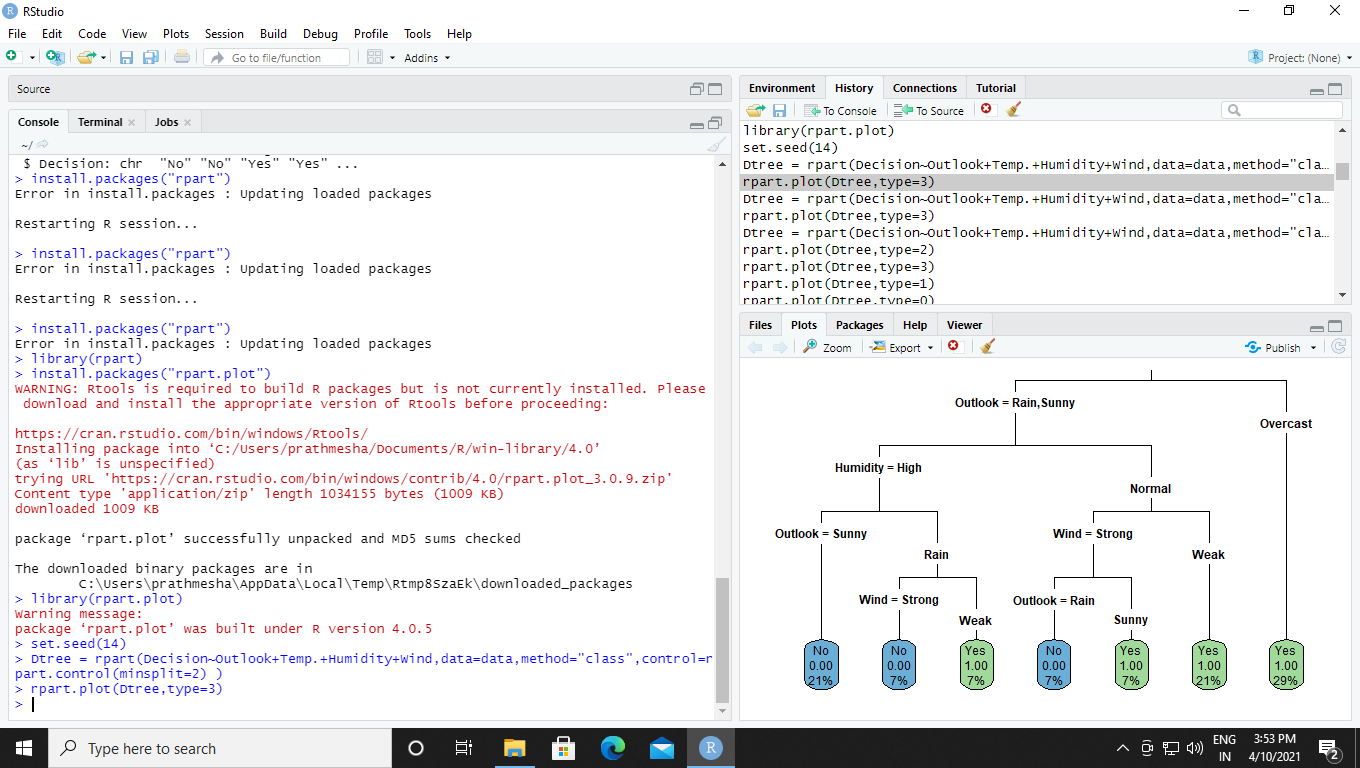 RStudio
File Edit Code View Plots Session Build Debug Profile Tools Help
Go to file/function Addins Project: (None)
Source
Console Terminal Jobs
~/
$ Decision: chr "No" "No" "Yes" "Yes" ...
> install.packages("rpart")
Error in install.packages : Updating loaded packages
Restarting R session...
> install.packages("rpart")
Error in install.packages : Updating loaded packages
Restarting R session...
> install.packages("rpart")
Error in install.packages : Updating loaded packages
> library(rpart)
> install.packages("rpart.plot")
WARNING: Rtools is required to build R packages but is not currently installed. Please
download and install the appropriate version of Rtools before proceeding:
https://cran.rstudio.com/bin/windows/Rtools/
Installing package into ‘C:/Users/prathmesha/Documents/R/win-library/4.0’
(as ‘lib’ is unspecified)
trying URL 'https://cran.rstudio.com/bin/windows/contrib/4.0/rpart.plot_3.0.9.zip'
Content type 'application/zip' length 1034155 bytes (1009 KB)
downloaded 1009 KB
package ‘rpart.plot’ successfully unpacked and MD5 sums checked
The downloaded binary packages are in
C:\Users\prathmesha\AppData\Local\Temp\Rtmp8SzaEk\downloaded_packages
> library(rpart.plot)
Warning message:
package ‘rpart.plot’ was built under R version 4.0.5
> set.seed(14)
> Dtree = rpart(Decision~Outlook+Temp.+Humidity+Wind,data=data,method="class",control=r
part.control(minsplit=2) )
> rpart.plot(Dtree,type=3)
>
Environment History Connections Tutorial
To Console To Source
library(rpart.plot)
set.seed(14)
Dtree = rpart(Decision~Outlook+Temp.+Humidity+Wind,data=data,method="cla…
rpart.plot(Dtree,type=3)
Dtree = rpart(Decision~Outlook+Temp.+Humidity+Wind,data=data,method="cla…
rpart.plot(Dtree,type=3)
Dtree = rpart(Decision~Outlook+Temp.+Humidity+Wind,data=data,method="cla…
rpart.plot(Dtree,type=2)
rpart.plot(Dtree,type=3)
rpart.plot(Dtree,type=1)
rpart.plot(Dtree,type=0)
Files Plots Packages Help Viewer
Zoom Export Publish
Outlook = Rain,Sunny
Overcast
Humidity = High
Normal
Outlook = Sunny
Wind = Strong
Rain
Weak
Wind = Strong
Outlook = Rain
Weak
Sunny
No No Yes No Yes Yes Yes
0.00 0.00 1.00 0.00 1.00 1.00 1.00
21% 7% 7% 7% 7% 21% 29%
Type here to search
R
ENG
IN
3:53 PM
4/10/2021
2